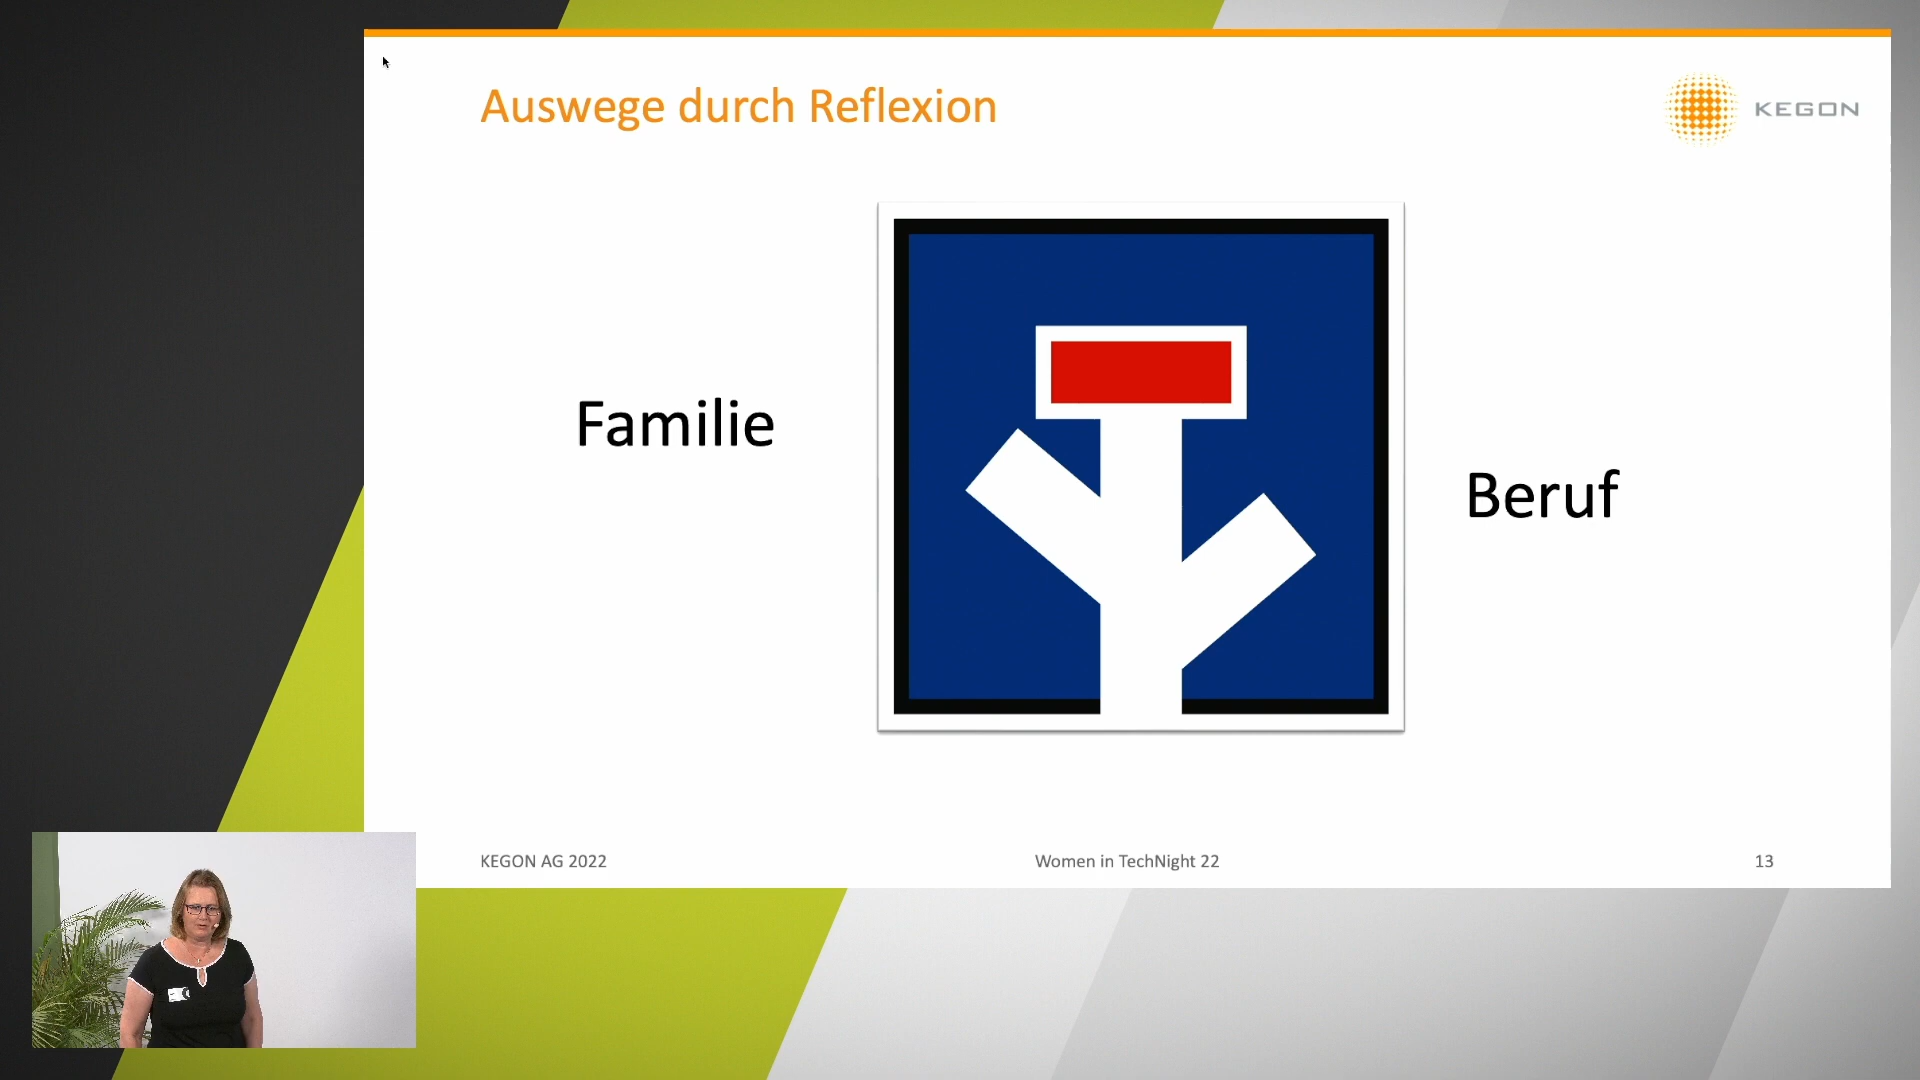 Auswege durch Reflexion
KEGON
Familie
Beruf
KEGON AG 2022
Women in TechNight 22
13